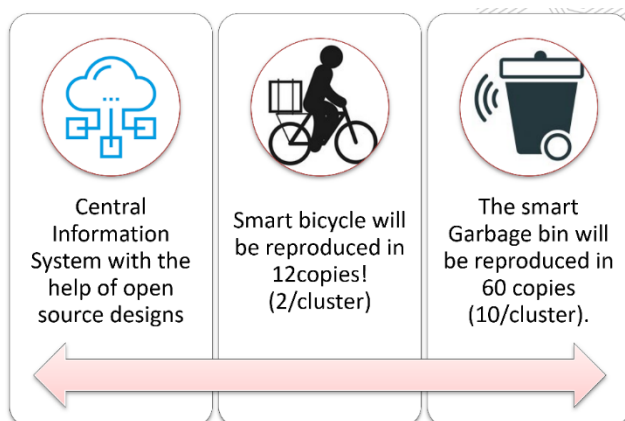 Central
Information
System with the
help of open
source designs
Smart bicycle will
be reproduced in
12copies!
(2/cluster)
The smart
Garbage bin will
be reproduced in
60 copies
(10/cluster).